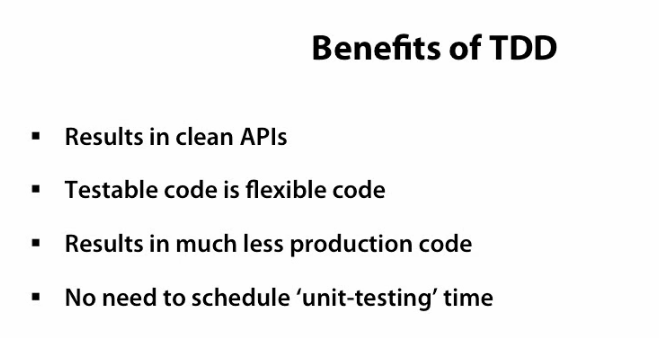 Benefits of TDD
▪ Results in clean APIs
▪ Testable code is flexible code
▪ Results in much less production code
▪ No need to schedule ‘unit-testing’ time